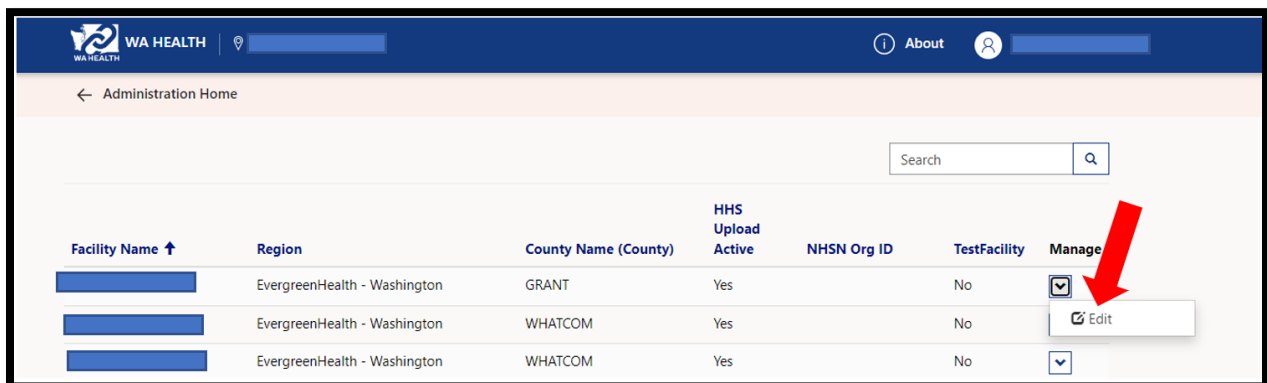 WA HEALTH
WA HEALTH
About
Administration Home
Search
Facility Name Region County Name (County) HHS Upload Active NHSN Org ID TestFacility Manage
EvergreenHealth - Washington GRANT Yes No
Edit
EvergreenHealth - Washington WHATCOM Yes No
EvergreenHealth - Washington WHATCOM Yes No